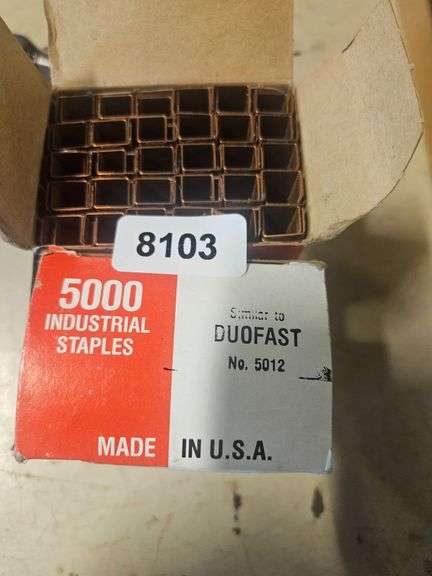 8103
5000
INDUSTRIAL
STAPLES
Similar to
DUOFAST
No. 5012
MADE IN U.S.A.